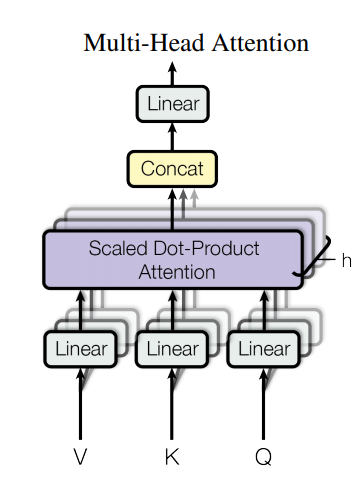 Multi-Head Attention
Linear
Concat
Scaled Dot-Product
Attention
h
Linear Linear Linear
V K Q